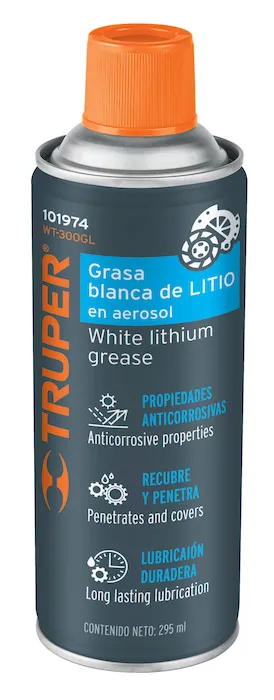 101974
WT-300GL
TRUPER®
Grasa
blanca de LITIO
en aerosol
White lithium
grease
PROPIEDADES
ANTICORROSIVAS
Anticorrosive properties
RECUBRE
Y PENETRA
Penetrates and covers
LUBRICAIÓN
DURADERA
Long lasting lubrication
CONTENIDO NETO: 295 ml